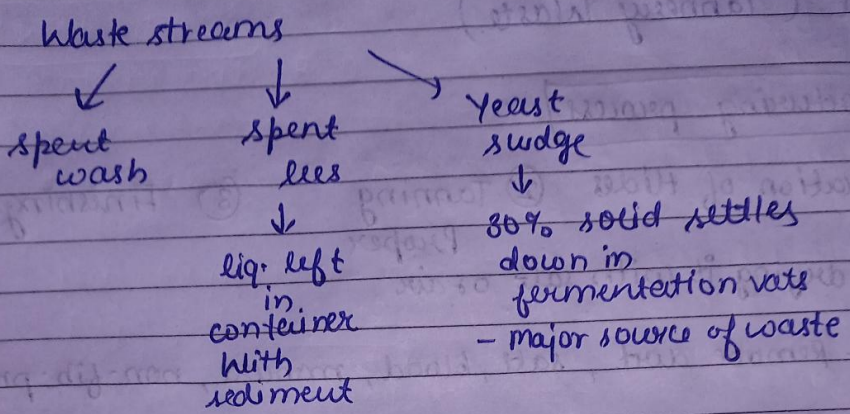 Waste streams
spent
wash
spent
lees
liq. left
in
container
with
sediment
Yeast
sudge
30% solid settles
down in
fermentation vats
- major source of waste